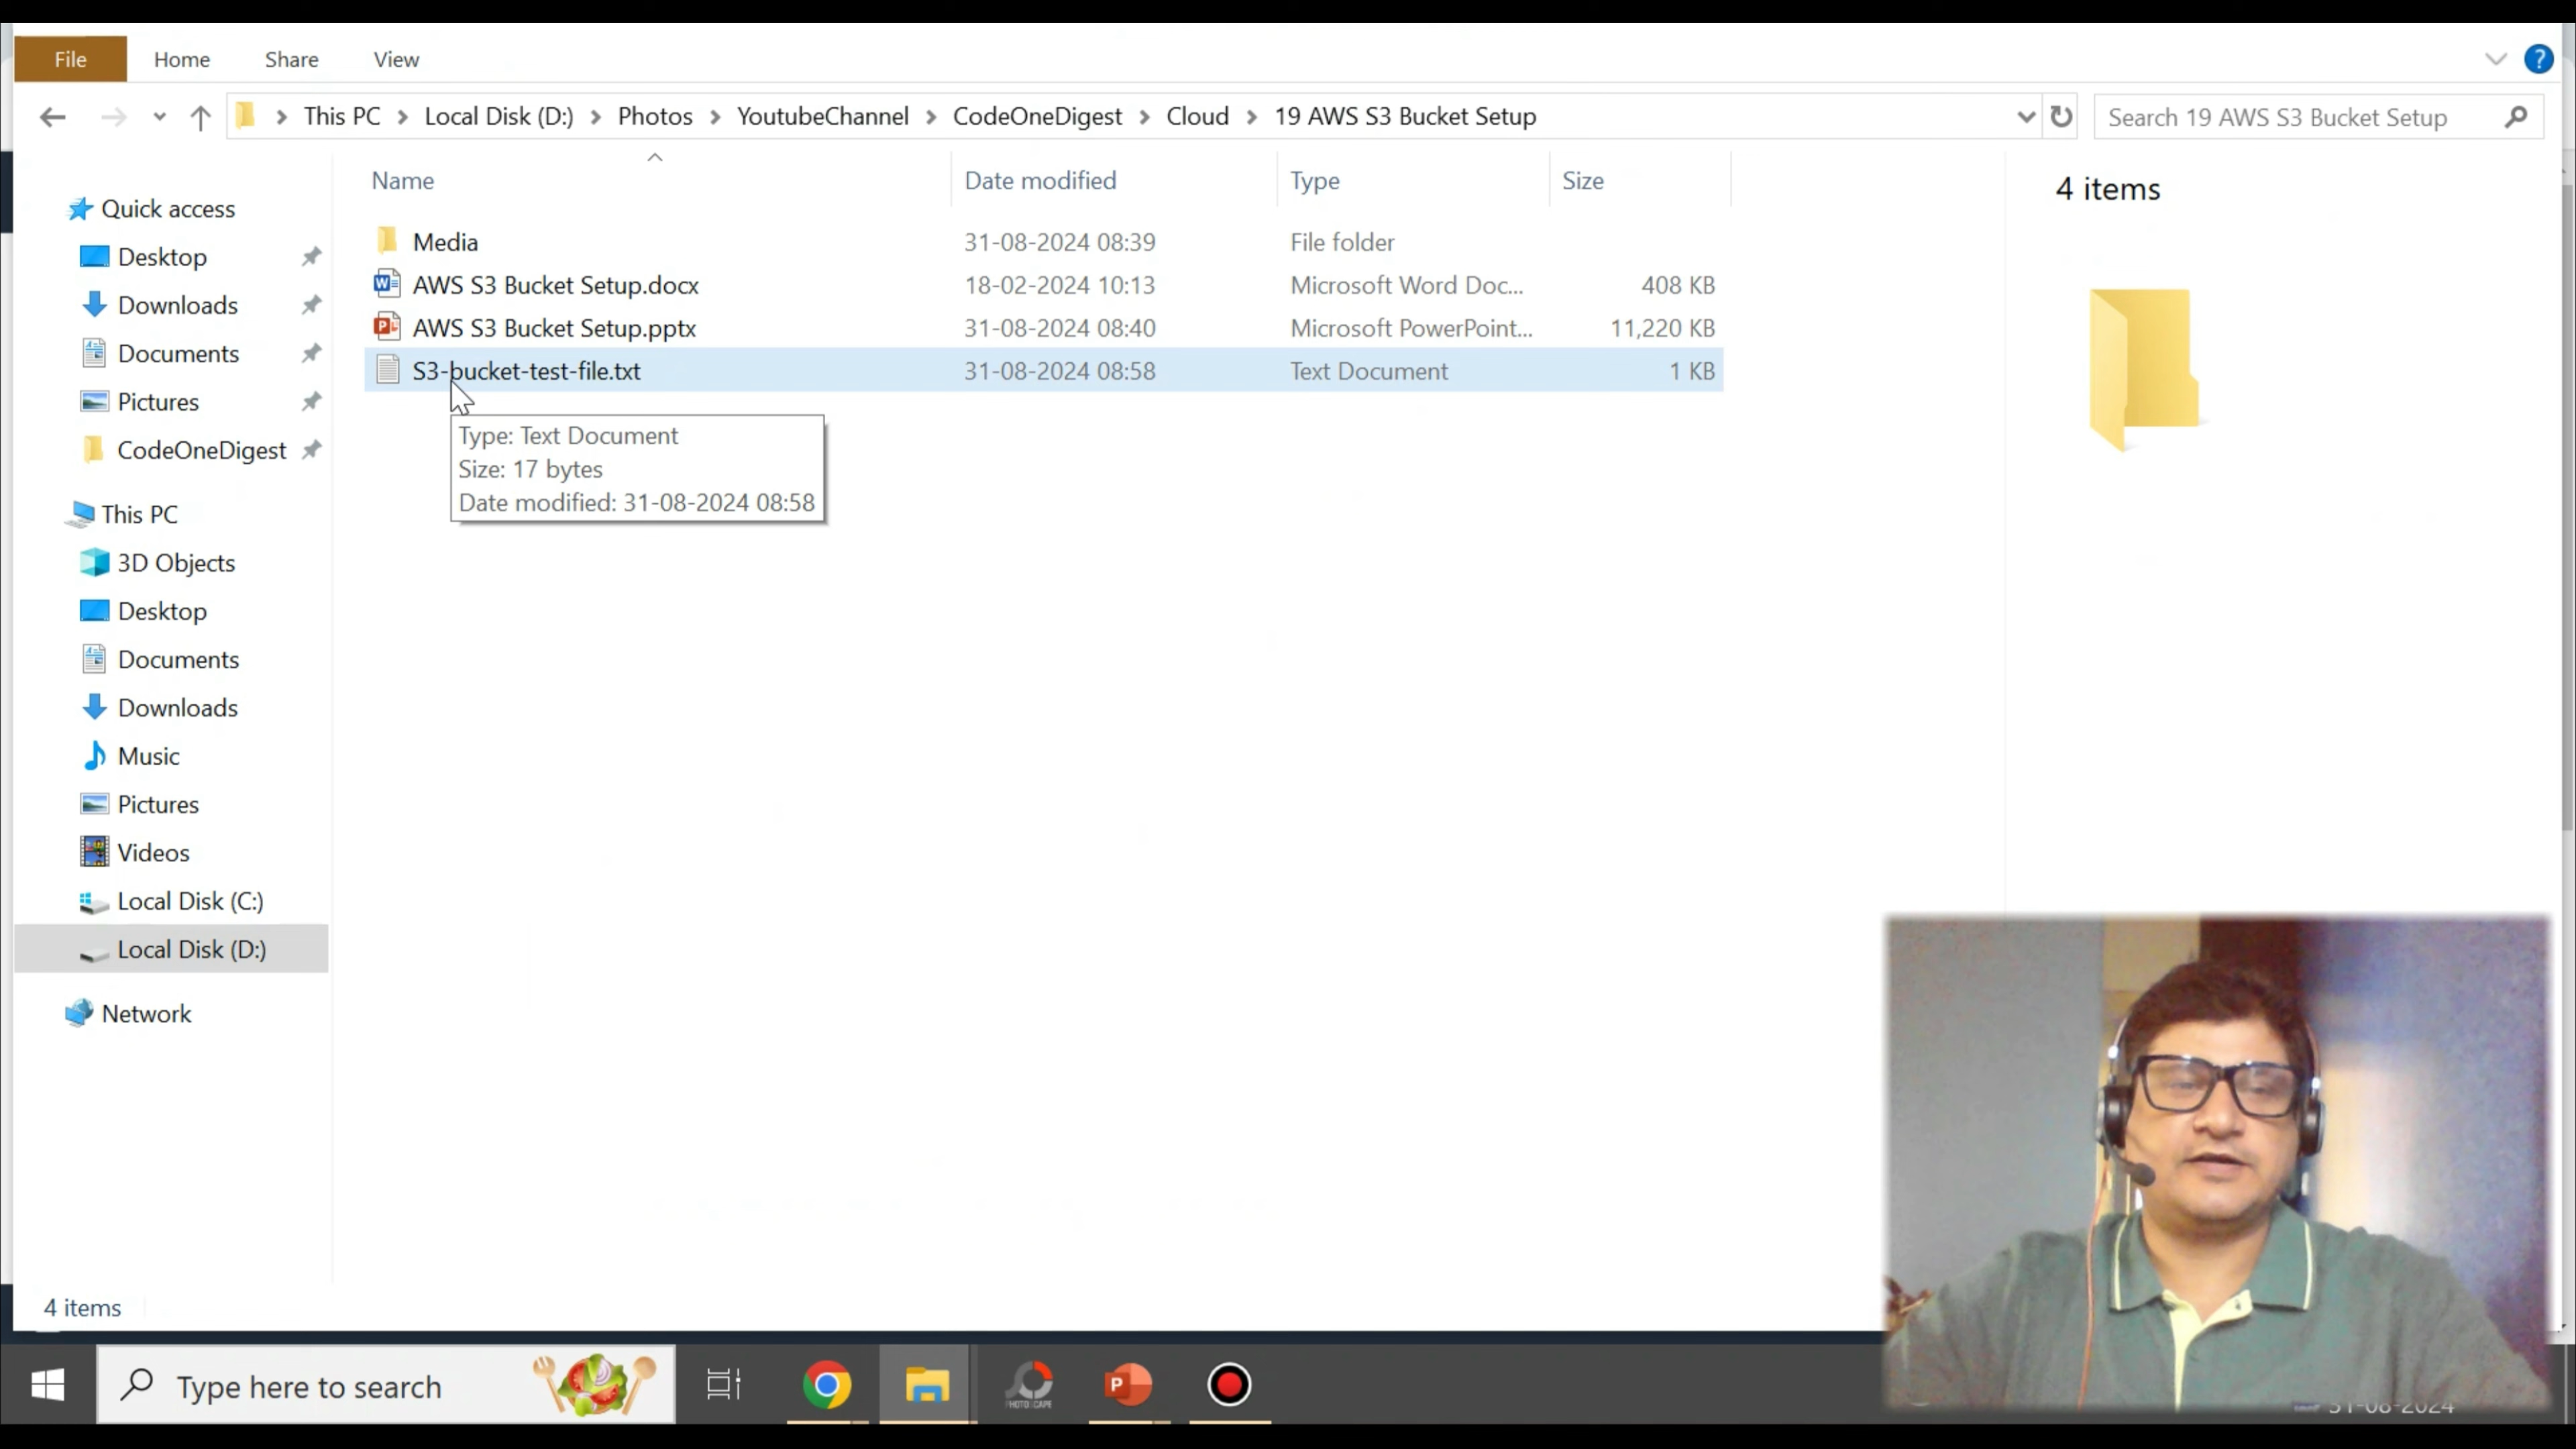 File Home Share View
This PC Local Disk (D:) Photos YoutubeChannel CodeOneDigest Cloud 19 AWS S3 Bucket Setup Search 19 AWS S3 Bucket Setup
Name Date modified Type Size
4 items
Quick access
Desktop
Downloads
Documents
Pictures
CodeOneDigest
This PC
3D Objects
Desktop
Documents
Downloads
Music
Pictures
Videos
Local Disk (C:)
Local Disk (D:)
Network
Media 31-08-2024 08:39 File folder
AWS S3 Bucket Setup.docx 18-02-2024 10:13 Microsoft Word Doc... 408 KB
AWS S3 Bucket Setup.pptx 31-08-2024 08:40 Microsoft PowerPoint... 11,220 KB
S3-bucket-test-file.txt 31-08-2024 08:58 Text Document 1 KB
Type: Text Document
Size: 17 bytes
Date modified: 31-08-2024 08:58
4 items
Type here to search
31-08-2024